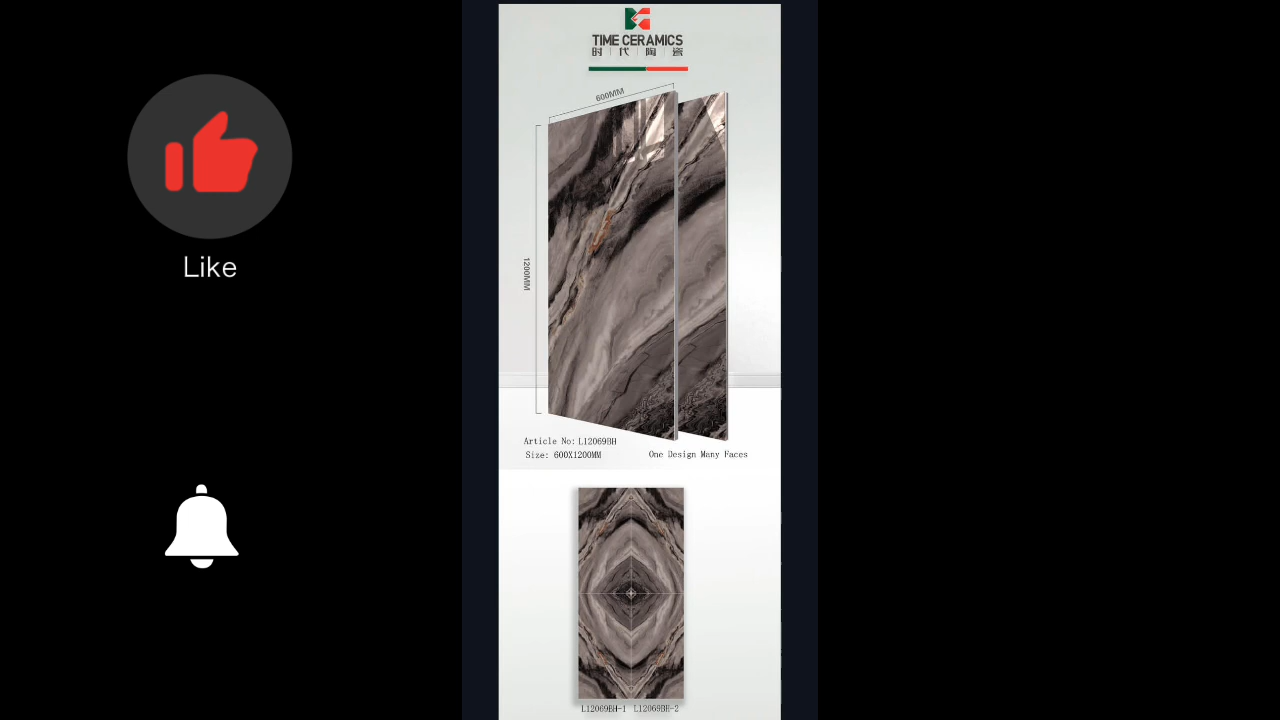 TIME CERAMICS
时 代 陶 瓷
600MM
1200MM
Like
Article No: L12069BH
Size: 600X1200MM
One Design Many Faces
L12069BH-1 L12069BH-2